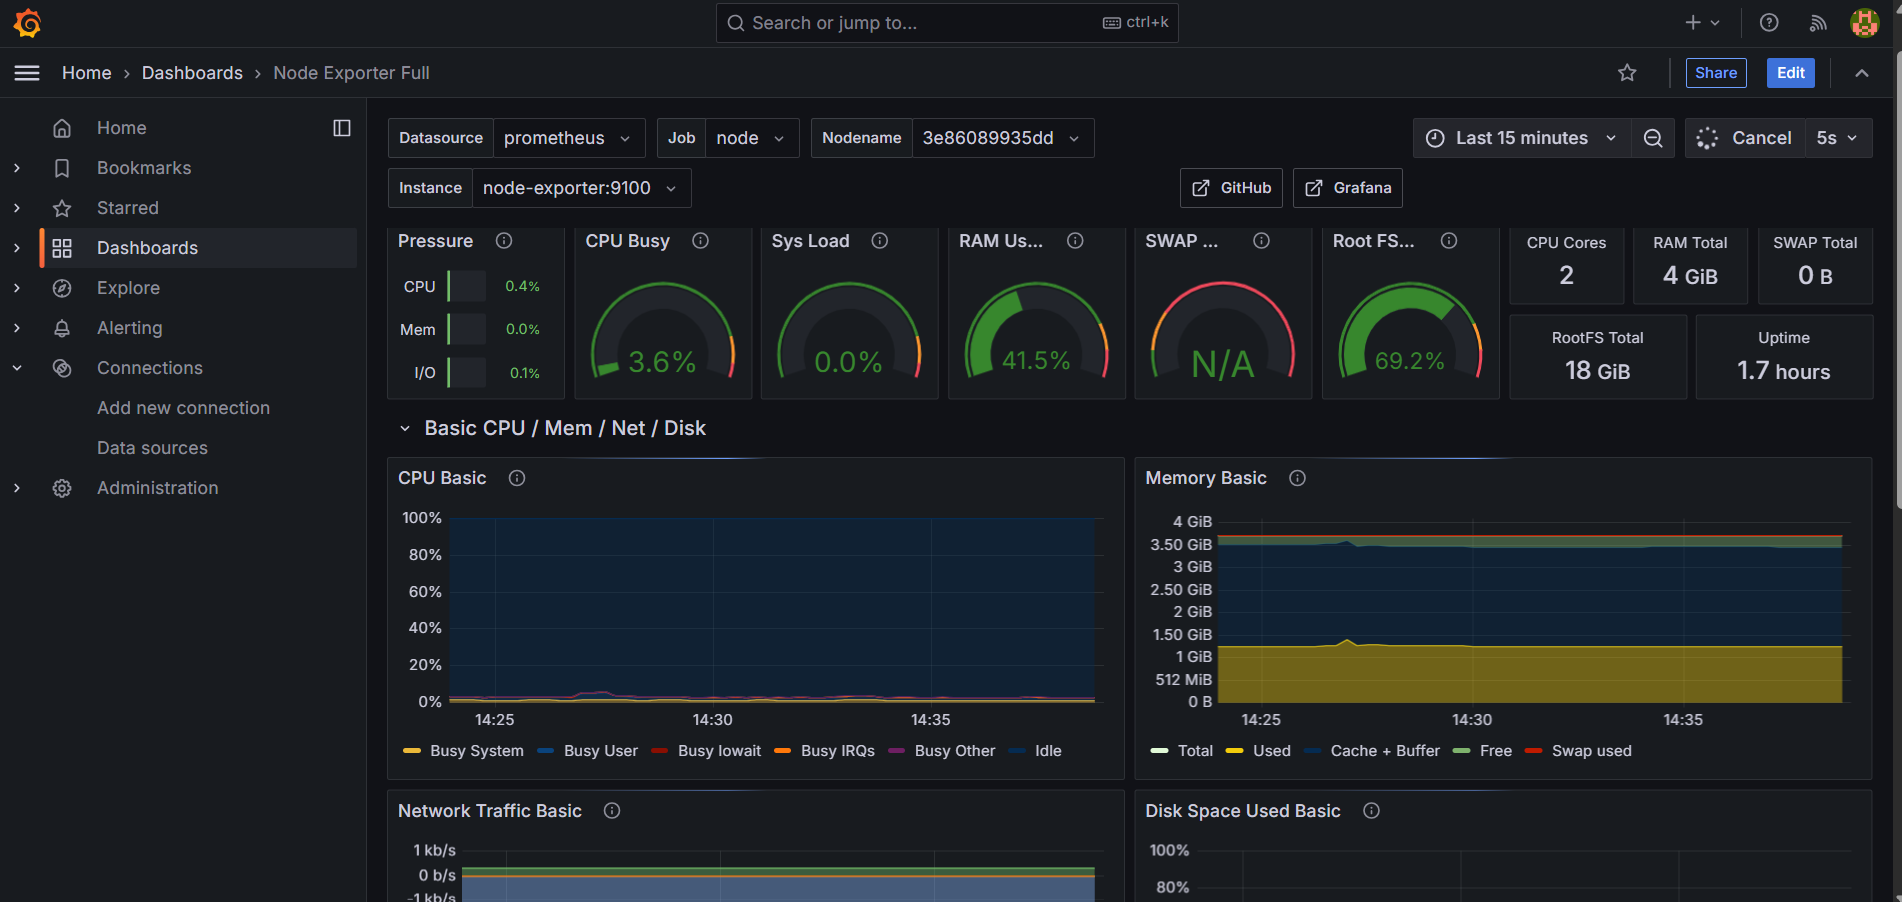 Search or jump to...
ctrl+k
Home › Dashboards › Node Exporter Full
Share
Edit
Home
Bookmarks
Starred
Dashboards
Explore
Alerting
Connections
Add new connection
Data sources
Administration
Datasource prometheus
Job node
Nodename 3e86089935dd
Last 15 minutes
Cancel
5s
Instance node-exporter:9100
GitHub
Grafana
Pressure
CPU 0.4%
Mem 0.0%
I/O 0.1%
CPU Busy
3.6%
Sys Load
0.0%
RAM Us...
41.5%
SWAP ...
N/A
Root FS...
69.2%
CPU Cores
2
RAM Total
4 GiB
SWAP Total
0 B
RootFS Total
18 GiB
Uptime
1.7 hours
Basic CPU / Mem / Net / Disk
CPU Basic
100%
80%
60%
40%
20%
0%
14:25 14:30 14:35
Busy System Busy User Busy Iowait Busy IRQs Busy Other Idle
Memory Basic
4 GiB
3.50 GiB
3 GiB
2.50 GiB
2 GiB
1.50 GiB
1 GiB
512 MiB
0 B
14:25 14:30 14:35
Total Used Cache + Buffer Free Swap used
Network Traffic Basic
1 kb/s
0 b/s
-1 kb/s
Disk Space Used Basic
100%
80%